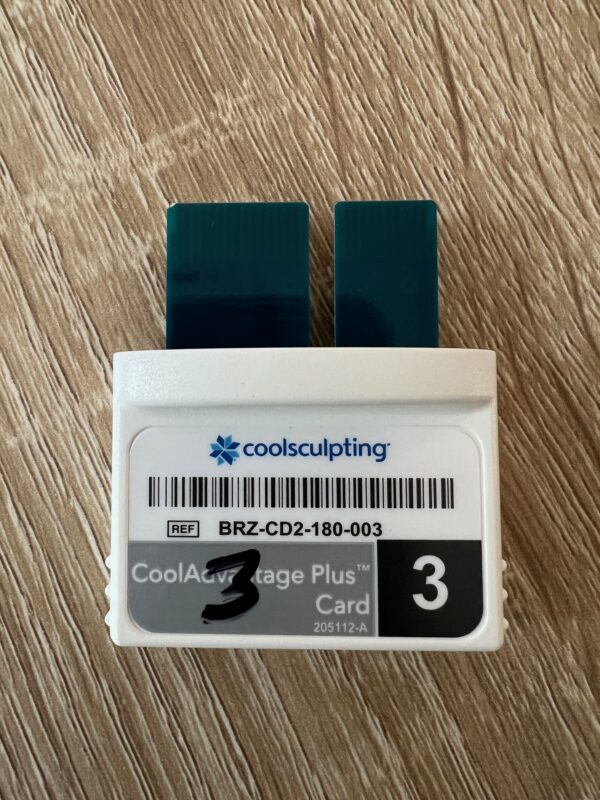 coolsculpting
REF BRZ-CD2-180-003
CoolAdvantage Plus™
3
Card
3
205112-A